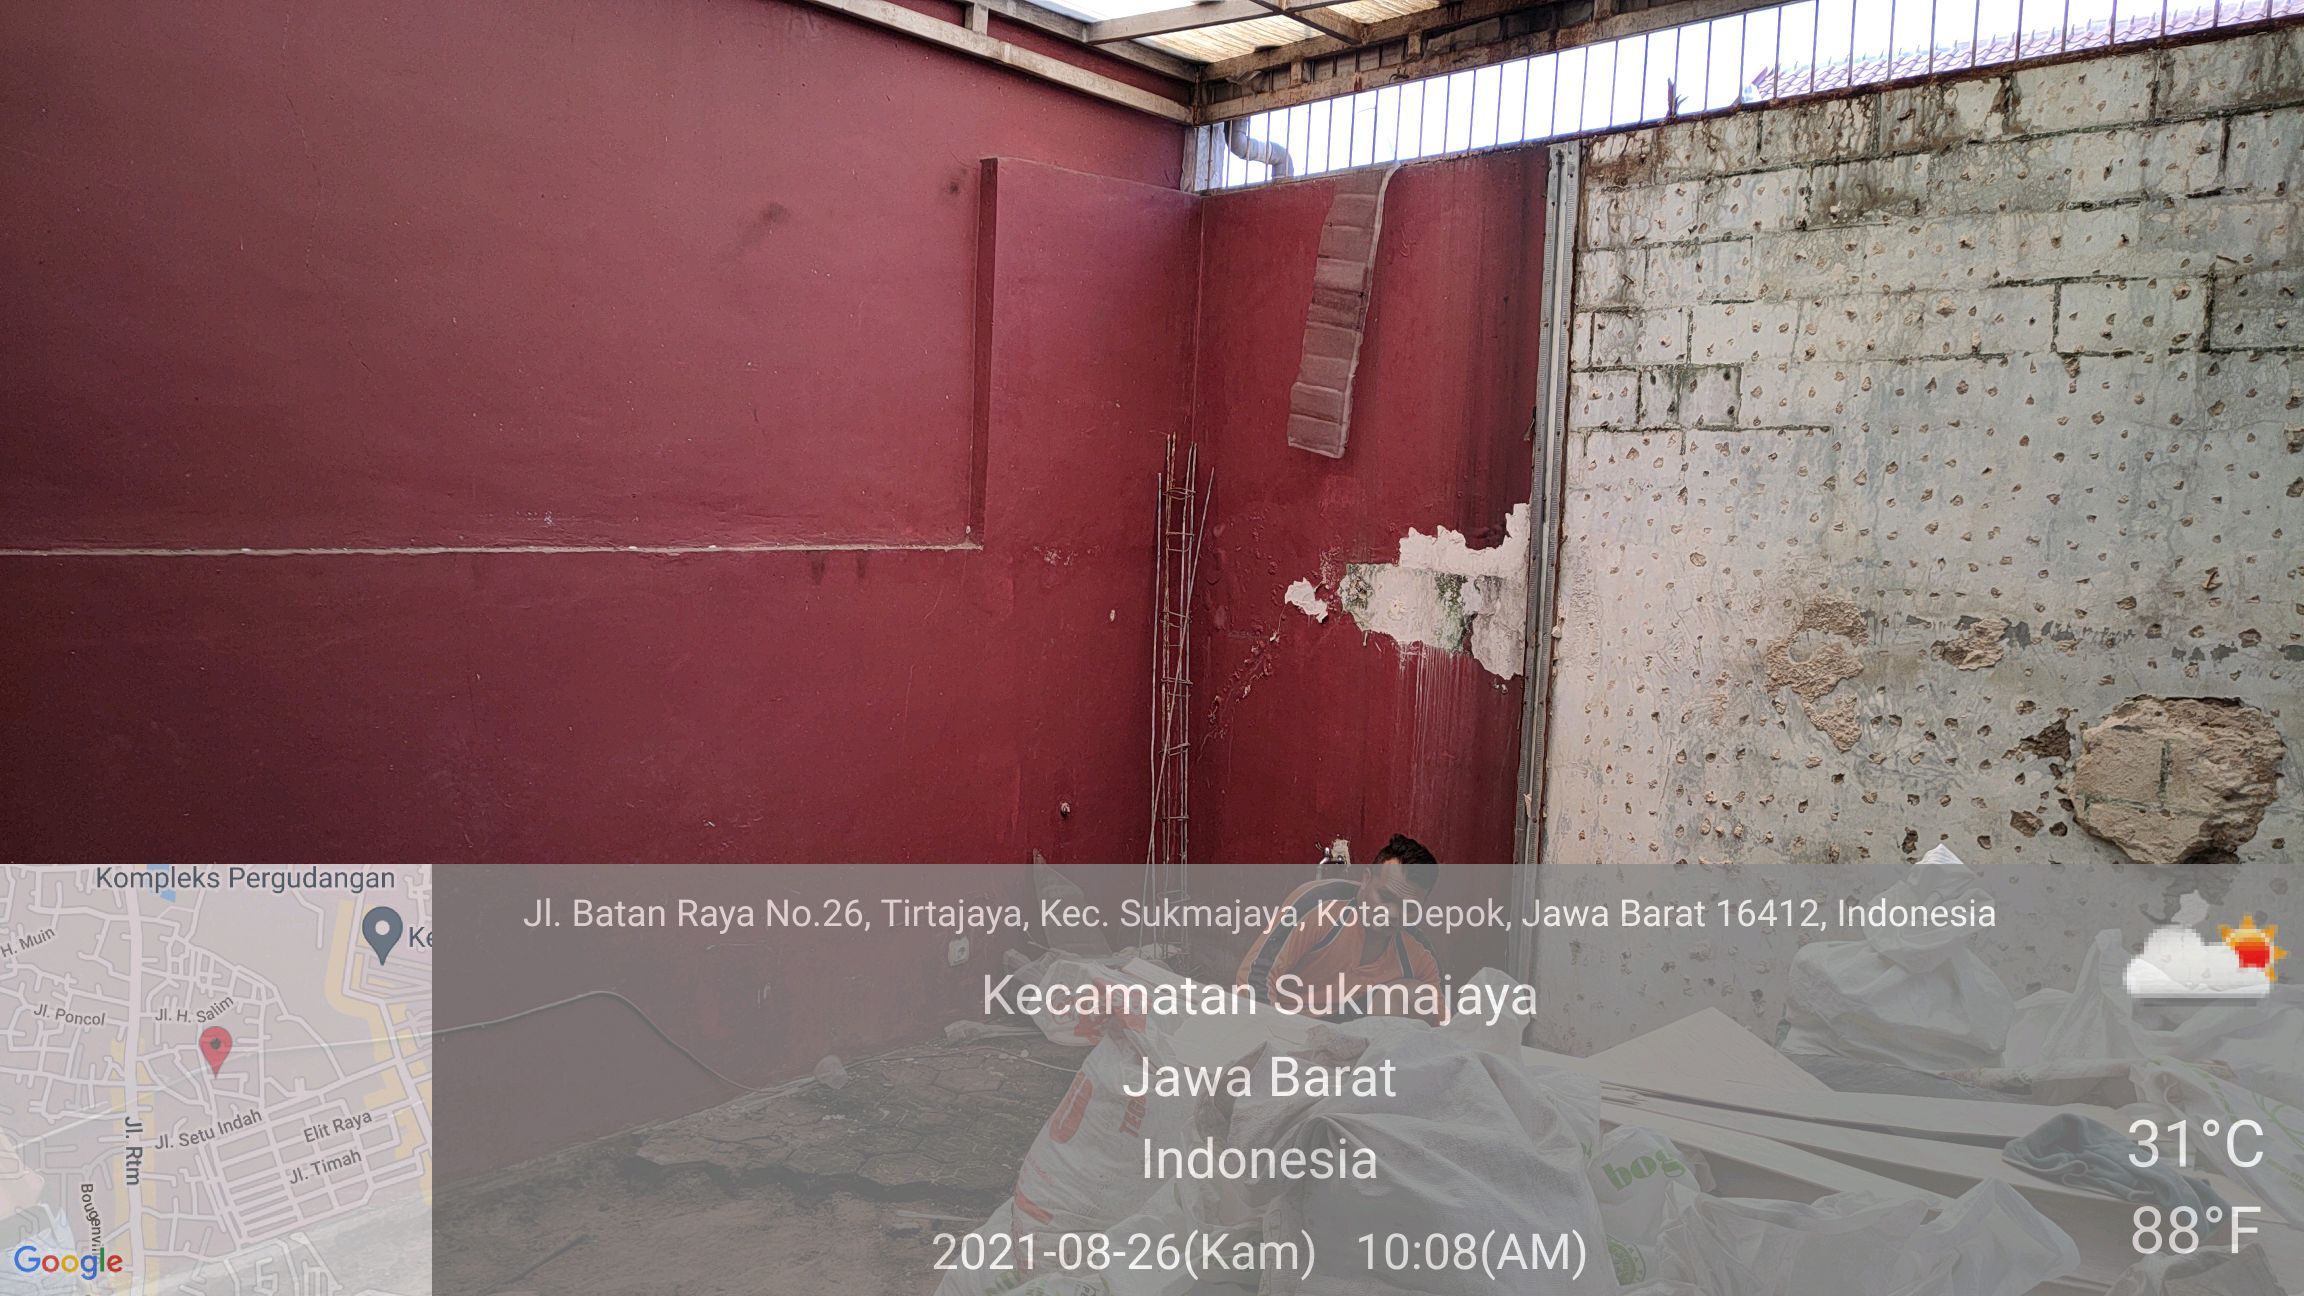 Kompleks Pergudangan
H. Muin
Jl. Poncol
Jl. H. Salim
Jl. Setu Indah
Elit Raya
Jl. Timah
Jl. Rtm
Google
Jl. Batan Raya No.26, Tirtajaya, Kec. Sukmajaya, Kota Depok, Jawa Barat 16412, Indonesia
Kecamatan Sukmajaya
Jawa Barat
Indonesia
2021-08-26(Kam) 10:08(AM)
31°C
88°F